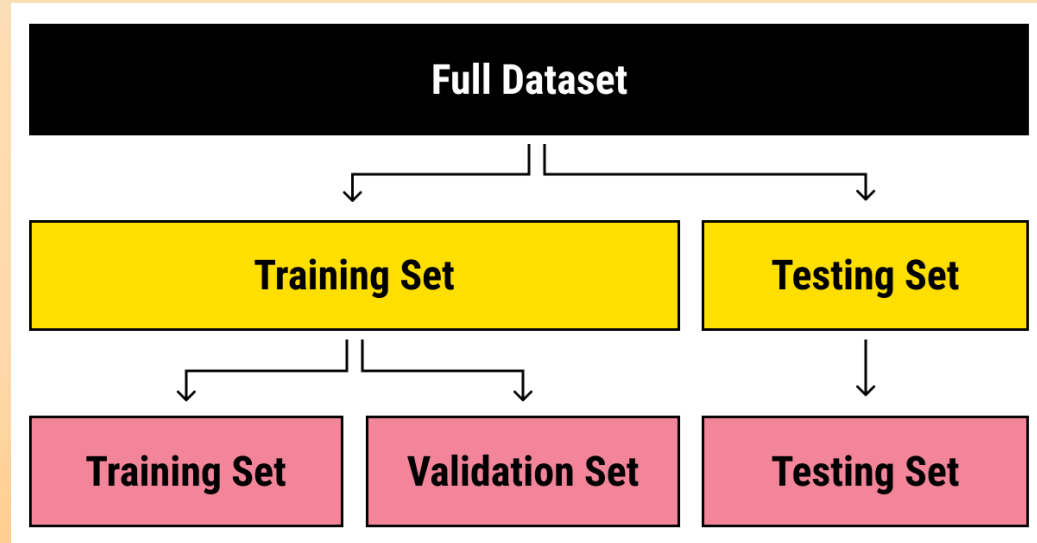 Full Dataset
Training Set
Testing Set
Training Set
Validation Set
Testing Set